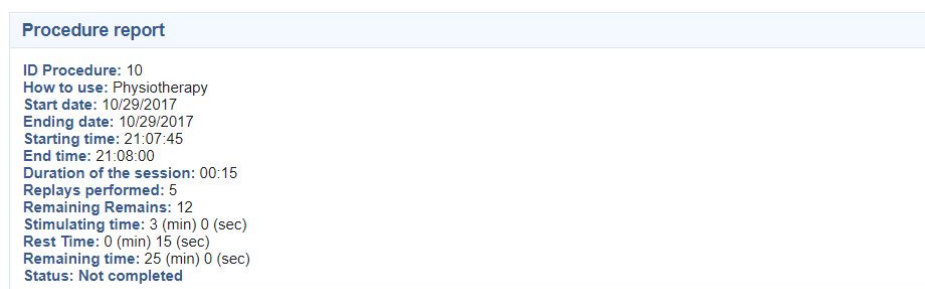 Procedure report
ID Procedure: 10
How to use: Physiotherapy
Start date: 10/29/2017
Ending date: 10/29/2017
Starting time: 21:07:45
End time: 21:08:00
Duration of the session: 00:15
Replays performed: 5
Remaining Remains: 12
Stimulating time: 3 (min) 0 (sec)
Rest Time: 0 (min) 15 (sec)
Remaining time: 25 (min) 0 (sec)
Status: Not completed